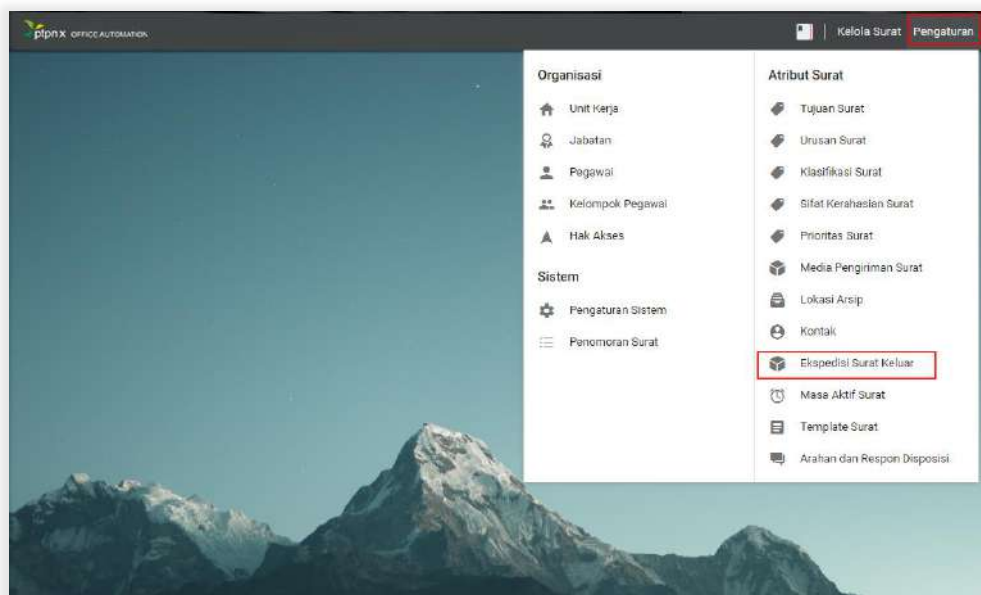 ptpn x OFFICE AUTOMATION
Kelola Surat
Pengaturan
Organisasi
Unit Kerja
Jabatan
Pegawai
Kelompok Pegawai
Hak Akses
Sistem
Pengaturan Sistem
Penomoran Surat
Atribut Surat
Tujuan Surat
Urusan Surat
Klasifikasi Surat
Sifat Kerahasian Surat
Prioritas Surat
Media Pengiriman Surat
Lokasi Arsip
Kontak
Ekspedisi Surat Keluar
Masa Aktif Surat
Template Surat
Arahan dan Respon Disposisi